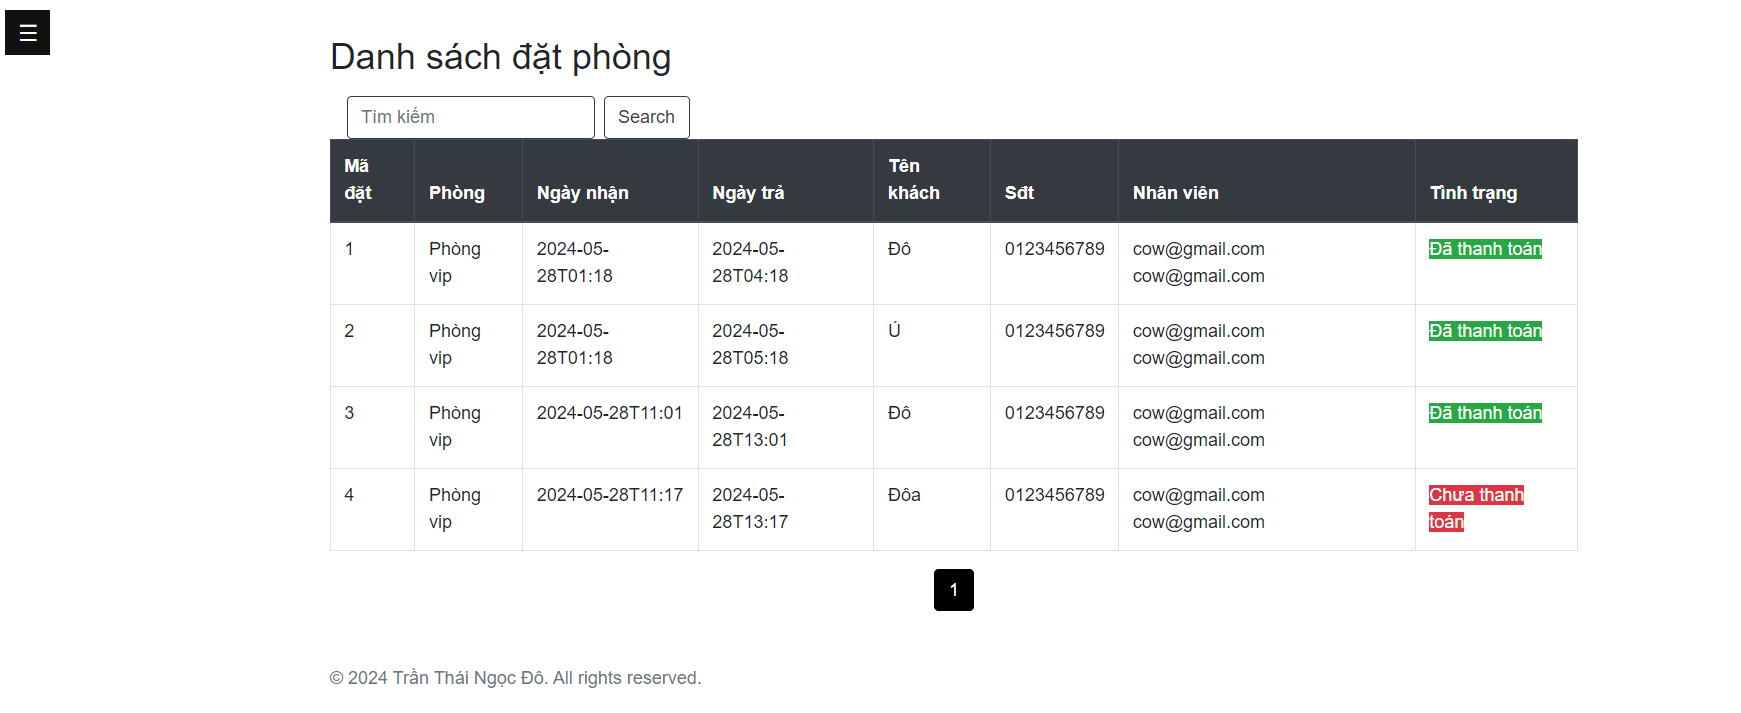 ☰
Danh sách đặt phòng
Tìm kiếm Search
Mã đặt Phòng Ngày nhận Ngày trả Tên khách Sđt Nhân viên Tình trạng
1 Phòng vip 2024-05-28T01:18 2024-05-28T04:18 Đô 0123456789 cow@gmail.com cow@gmail.com Đã thanh toán
2 Phòng vip 2024-05-28T01:18 2024-05-28T05:18 Ú 0123456789 cow@gmail.com cow@gmail.com Đã thanh toán
3 Phòng vip 2024-05-28T11:01 2024-05-28T13:01 Đô 0123456789 cow@gmail.com cow@gmail.com Đã thanh toán
4 Phòng vip 2024-05-28T11:17 2024-05-28T13:17 Đôa 0123456789 cow@gmail.com cow@gmail.com Chưa thanh toán
1
© 2024 Trần Thái Ngọc Đô. All rights reserved.